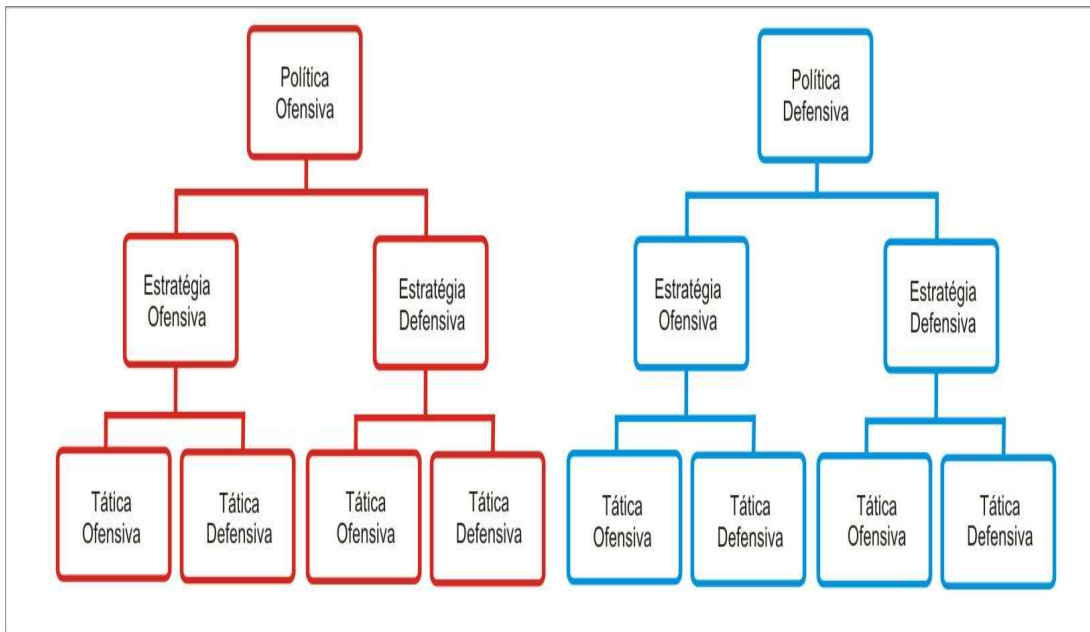 Política
Ofensiva
Política
Defensiva
Estratégia
Ofensiva
Estratégia
Defensiva
Estratégia
Ofensiva
Estratégia
Defensiva
Tática
Ofensiva
Tática
Defensiva
Tática
Ofensiva
Tática
Defensiva
Tática
Ofensiva
Tática
Defensiva
Tática
Ofensiva
Tática
Defensiva